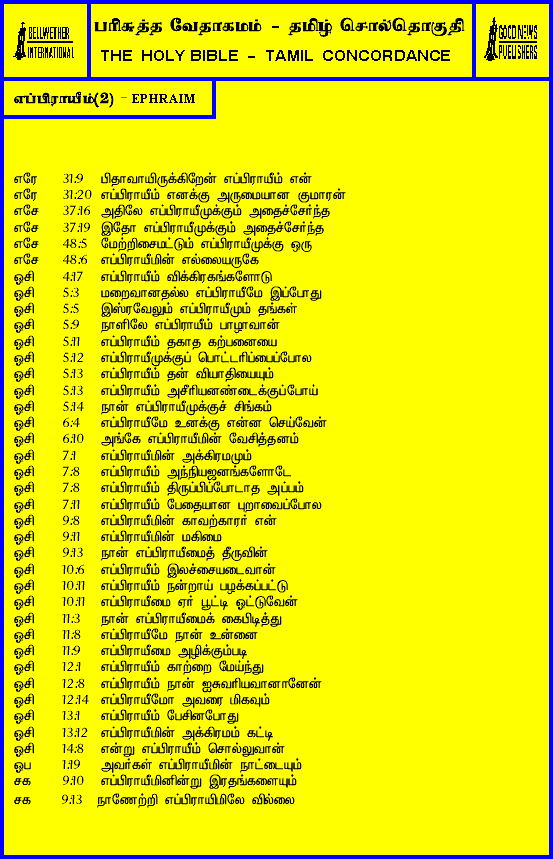 BELLWETHER
INTERNATIONAL
பரிசுத்த வேதாகமம் - தமிழ் சொல்தொகுதி
THE HOLY BIBLE - TAMIL CONCORDANCE
GOOD NEWS
PUBLISHERS
எப்பிராயீம்(2) - EPHRAIM
எரே 31:9 பிதாவாயிருக்கிறேன் எப்பிராயீம் என்
எரே 31:20 எப்பிராயீம் எனக்கு அருமையான குமாரன்
எசே 37:16 அதிலே எப்பிராயீமுக்கும் அதைச்சேர்ந்த
எசே 37:19 இதோ எப்பிராயீமுக்கும் அதைச்சேர்ந்த
எசே 48:5 மேற்றிசைமட்டும் எப்பிராயீமுக்கு ஒரு
எசே 48:6 எப்பிராயீமின் எல்லையருகே
ஓசி 4:17 எப்பிராயீம் விக்கிரகங்களோடு
ஓசி 5:3 மறைவானதல்ல எப்பிராயீமே இப்போது
ஓசி 5:5 இஸ்ரவேலும் எப்பிராயீமும் தங்கள்
ஓசி 5:9 நாளிலே எப்பிராயீம் பாழாவான்
ஓசி 5:11 எப்பிராயீம் தகாத கற்பனையை
ஓசி 5:12 எப்பிராயீமுக்குப் பொட்டரிப்பைப்போல
ஓசி 5:13 எப்பிராயீம் தன் வியாதியையும்
ஓசி 5:13 எப்பிராயீம் அசீரியனண்டைக்குப்போய்
ஓசி 5:14 நான் எப்பிராயீமுக்குச் சிங்கம்
ஓசி 6:4 எப்பிராயீமே உனக்கு என்ன செய்வேன்
ஓசி 6:10 அங்கே எப்பிராயீமின் வேசித்தனம்
ஓசி 7:1 எப்பிராயீமின் அக்கிரமமும்
ஓசி 7:8 எப்பிராயீம் அந்நியஜனங்களோடே
ஓசி 7:8 எப்பிராயீம் திருப்பிப்போடாத அப்பம்
ஓசி 7:11 எப்பிராயீம் பேதையான புறாவைப்போல
ஓசி 9:8 எப்பிராயீமின் காவற்காரர் என்
ஓசி 9:11 எப்பிராயீமின் மகிமை
ஓசி 9:13 நான் எப்பிராயீமைத் தீருவின்
ஓசி 10:6 எப்பிராயீம் இலச்சையடைவான்
ஓசி 10:11 எப்பிராயீம் நன்றாய் பழக்கப்பட்டு
ஓசி 10:11 எப்பிராயீமை ஏர் பூட்டி ஓட்டுவேன்
ஓசி 11:3 நான் எப்பிராயீமைக் கைபிடித்து
ஓசி 11:8 எப்பிராயீமே நான் உன்னை
ஓசி 11:9 எப்பிராயீமை அழிக்கும்படி
ஓசி 12:1 எப்பிராயீம் காற்றை மேய்ந்து
ஓசி 12:8 எப்பிராயீம் நான் ஐசுவரியவானானேன்
ஓசி 12:14 எப்பிராயீமோ அவரை மிகவும்
ஓசி 13:1 எப்பிராயீம் பேசினபோது
ஓசி 13:12 எப்பிராயீமின் அக்கிரமம் கட்டி
ஓசி 14:8 என்று எப்பிராயீம் சொல்லுவான்
ஒப 1:19 அவர்கள் எப்பிராயீமின் நாட்டையும்
சக 9:10 எப்பிராயீமினின்று இரதங்களையும்
சக 9:13 நாணேற்றி எப்பிராயிமிலே வில்லை